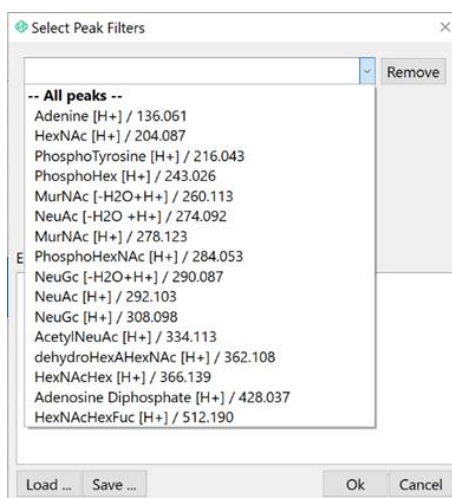 Select Peak Filters
Remove
-- All peaks --
Adenine [H+] / 136.061
HexNAc [H+] / 204.087
PhosphoTyrosine [H+] / 216.043
PhosphoHex [H+] / 243.026
MurNAc [-H2O+H+] / 260.113
NeuAc [-H2O +H+] / 274.092
MurNAc [H+] / 278.123
PhosphoHexNAc [H+] / 284.053
NeuGc [-H2O+H+] / 290.087
NeuAc [H+] / 292.103
NeuGc [H+] / 308.098
AcetylNeuAc [H+] / 334.113
dehydroHexAHexNAc [H+] / 362.108
HexNAcHex [H+] / 366.139
Adenosine Diphosphate [H+] / 428.037
HexNAcHexFuc [H+] / 512.190
Load ... Save ... Ok Cancel